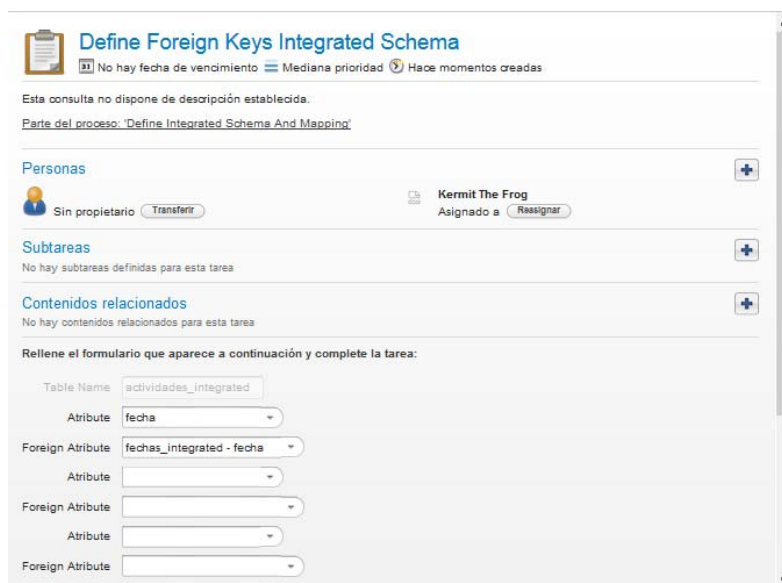 Define Foreign Keys Integrated Schema
31 No hay fecha de vencimiento Mediana prioridad Hace momentos creadas
Esta consulta no dispone de descripción establecida.
Parte del proceso: 'Define Integrated Schema And Mapping'
Personas
Sin propietario Transferir
Kermit The Frog
Asignado a Reasignar
Subtareas
No hay subtareas definidas para esta tarea
Contenidos relacionados
No hay contenidos relacionados para esta tarea
Rellene el formulario que aparece a continuación y complete la tarea:
Table Name actividades_integrated
Atribute fecha
Foreign Atribute fechas_integrated - fecha
Atribute
Foreign Atribute
Atribute
Foreign Atribute